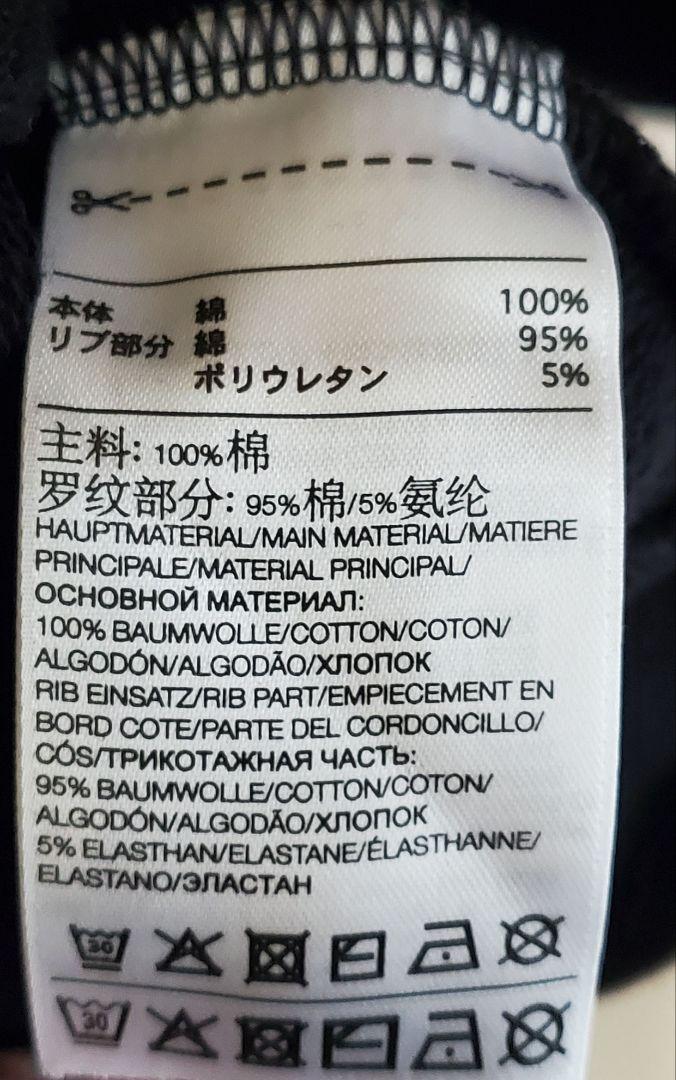 本体 綿 100%
リブ部分 綿 95%
ポリウレタン 5%
主料: 100%棉
罗纹部分: 95%棉/5%氨纶
HAUPTMATERIAL/MAIN MATERIAL/MATIERE
PRINCIPALE/MATERIAL PRINCIPAL/
ОСНОВНОЙ МАТЕРИАЛ:
100% BAUMWOLLE/COTTON/COTON/
ALGODÓN/ALGODÃO/ХЛОПОК
RIB EINSATZ/RIB PART/EMPIECEMENT EN
BORD COTE/PARTE DEL CORDONCILLO/
CÓS/ТРИКОТАЖНАЯ ЧАСТЬ:
95% BAUMWOLLE/COTTON/COTON/
ALGODÓN/ALGODÃO/ХЛОПОК
5% ELASTHAN/ELASTANE/ÉLASTHANNE/
ELASTANO/ЭЛАСТАН
30
30